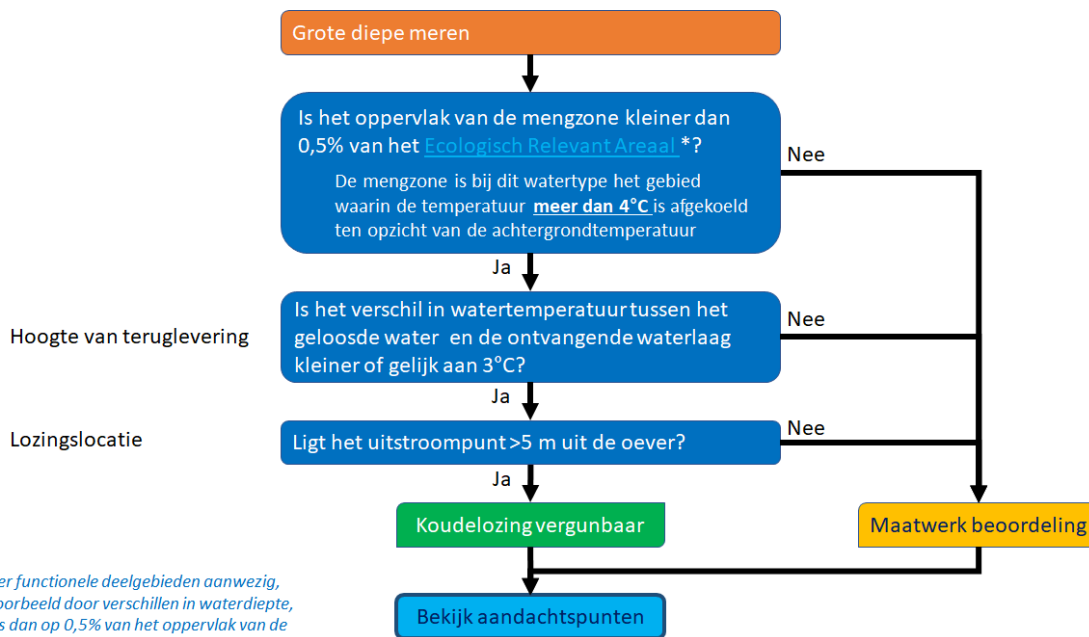 Grote diepe meren
Is het oppervlak van de mengzone kleiner dan
0,5% van het Ecologisch Relevant Areaal *?
De mengzone is bij dit watertype het gebied
waarin de temperatuur meer dan 4°C is afgekoeld
ten opzicht van de achtergrondtemperatuur
Nee
Ja
Hoogte van teruglevering
Is het verschil in watertemperatuur tussen het
geloosde water en de ontvangende waterlaag
kleiner of gelijk aan 3°C?
Nee
Ja
Lozingslocatie
Ligt het uitstroompunt >5 m uit de oever?
Nee
Ja
Koudelozing vergunbaar
Maatwerk beoordeling
er functionele deelgebieden aanwezig,
oorbeeld door verschillen in waterdiepte,
s dan op 0,5% van het oppervlak van de
Bekijk aandachtspunten